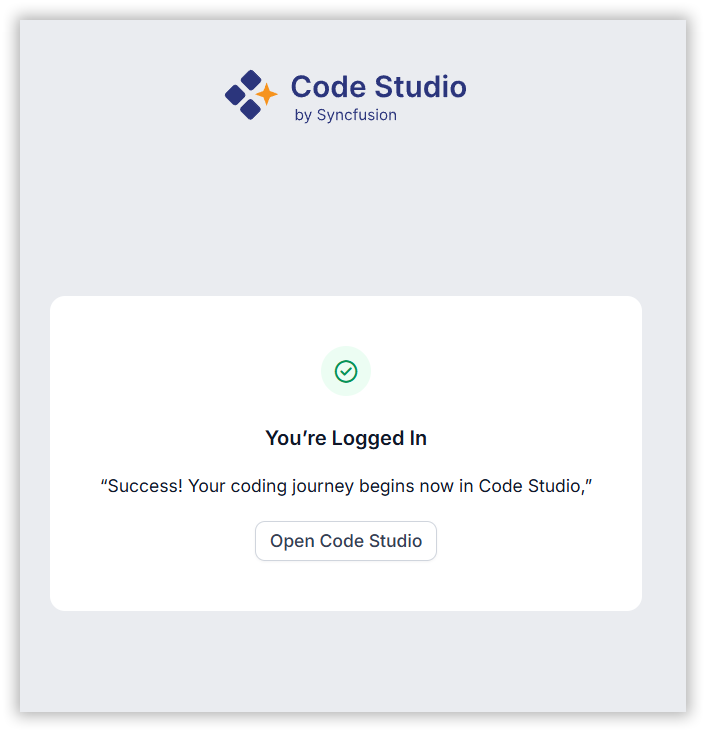 Code Studio
by Syncfusion
You’re Logged In
“Success! Your coding journey begins now in Code Studio,”
Open Code Studio